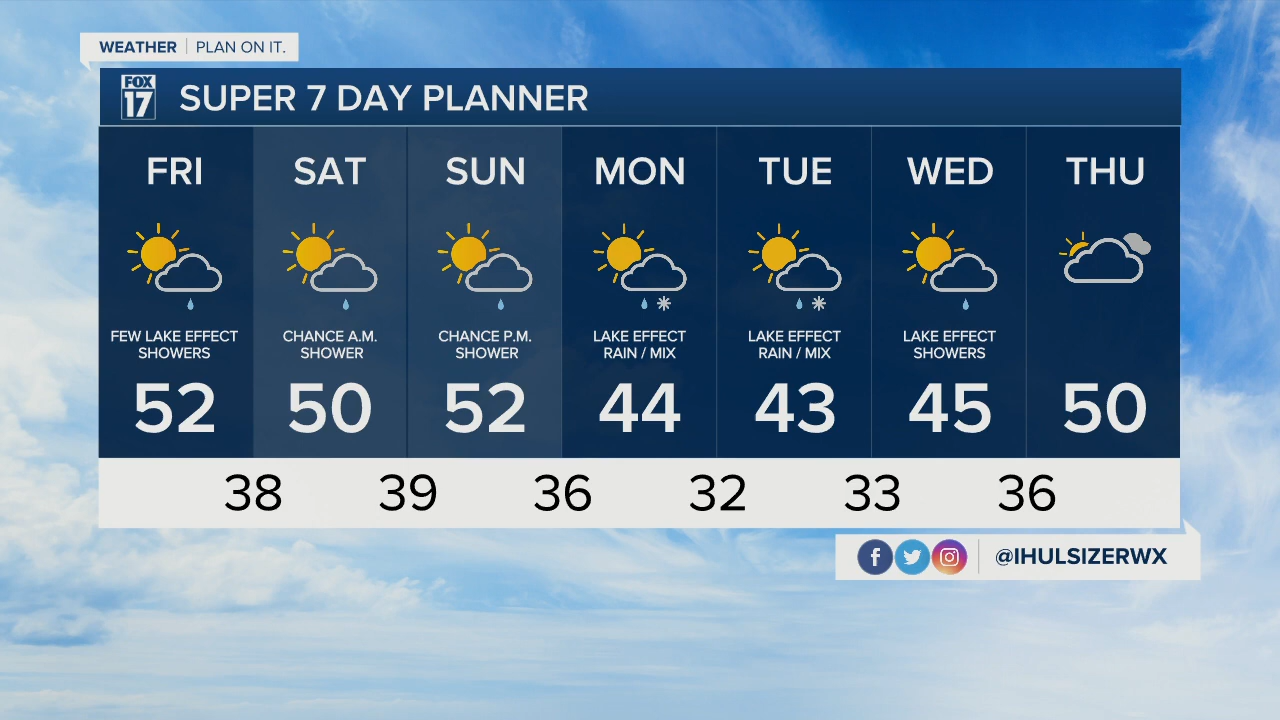 WEATHER | PLAN ON IT.
FOX
17
SUPER 7 DAY PLANNER
FRI SAT SUN MON TUE WED THU
FEW LAKE EFFECT CHANCE A.M. CHANCE P.M. LAKE EFFECT LAKE EFFECT LAKE EFFECT
SHOWERS SHOWER SHOWER RAIN / MIX RAIN / MIX SHOWERS
52 50 52 44 43 45 50
38 39 36 32 33 36
@IHULSIZERWX